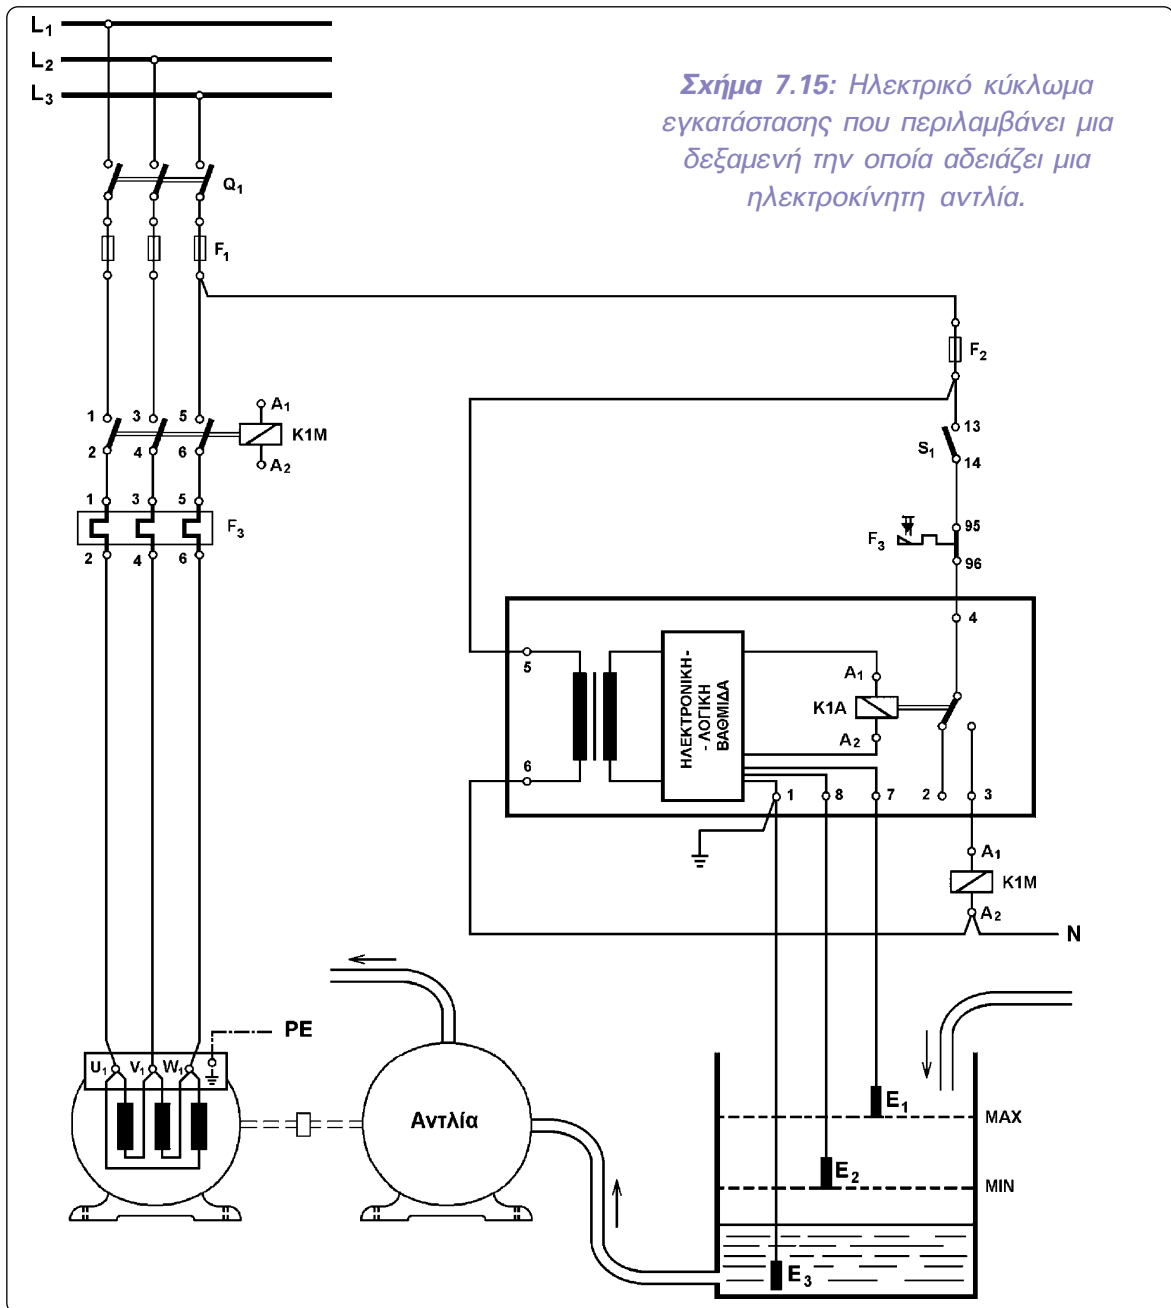 L1
L2
L3
Σχήμα 7.15: Ηλεκτρικό κύκλωμα
εγκατάστασης που περιλαμβάνει μια
δεξαμενή την οποία αδειάζει μια
ηλεκτροκίνητη αντλία.
Q1
F1
F2
1 3 5 A1
K1M
2 4 6 A2
13
S1
14
1 3 5
F3
2 4 6
95
F3
96
4
5
ΗΛΕΚΤΡΟΝΙΚΗ-
- ΛΟΓΙΚΗ
ΒΑΘΜΙΔΑ
A1
K1A
A2
6
1 8 7 2 3
A1
K1M
A2
N
PE
U1 V1 W1
Αντλία
E1
MAX
E2
MIN
E3